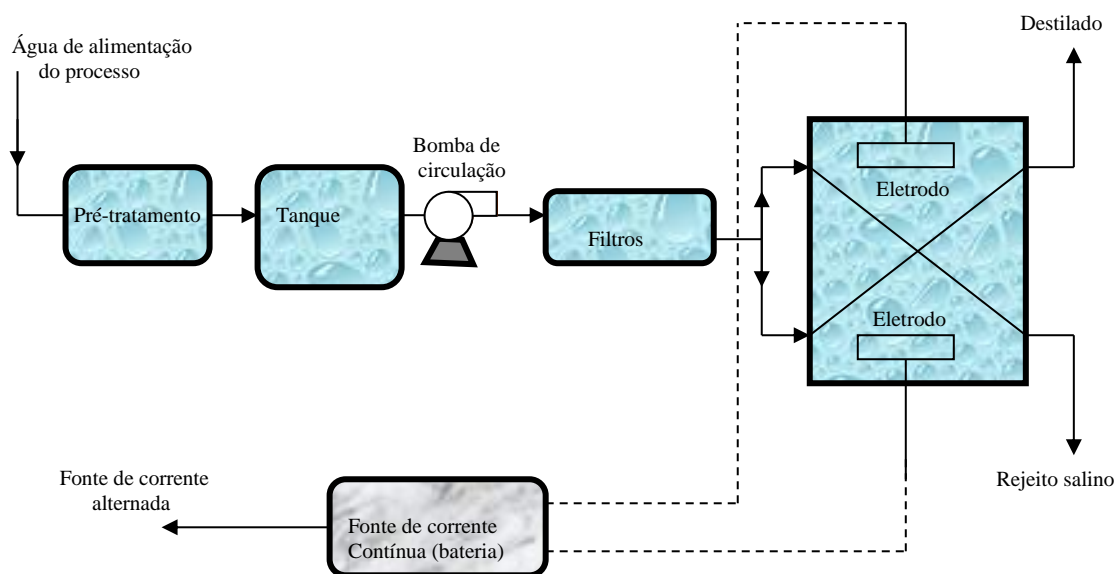 Água de alimentação
do processo
Destilado
Bomba de
circulação
Pré-tratamento
Tanque
Filtros
Eletrodo
Eletrodo
Fonte de corrente
alternada
Fonte de corrente
Contínua (bateria)
Rejeito salino